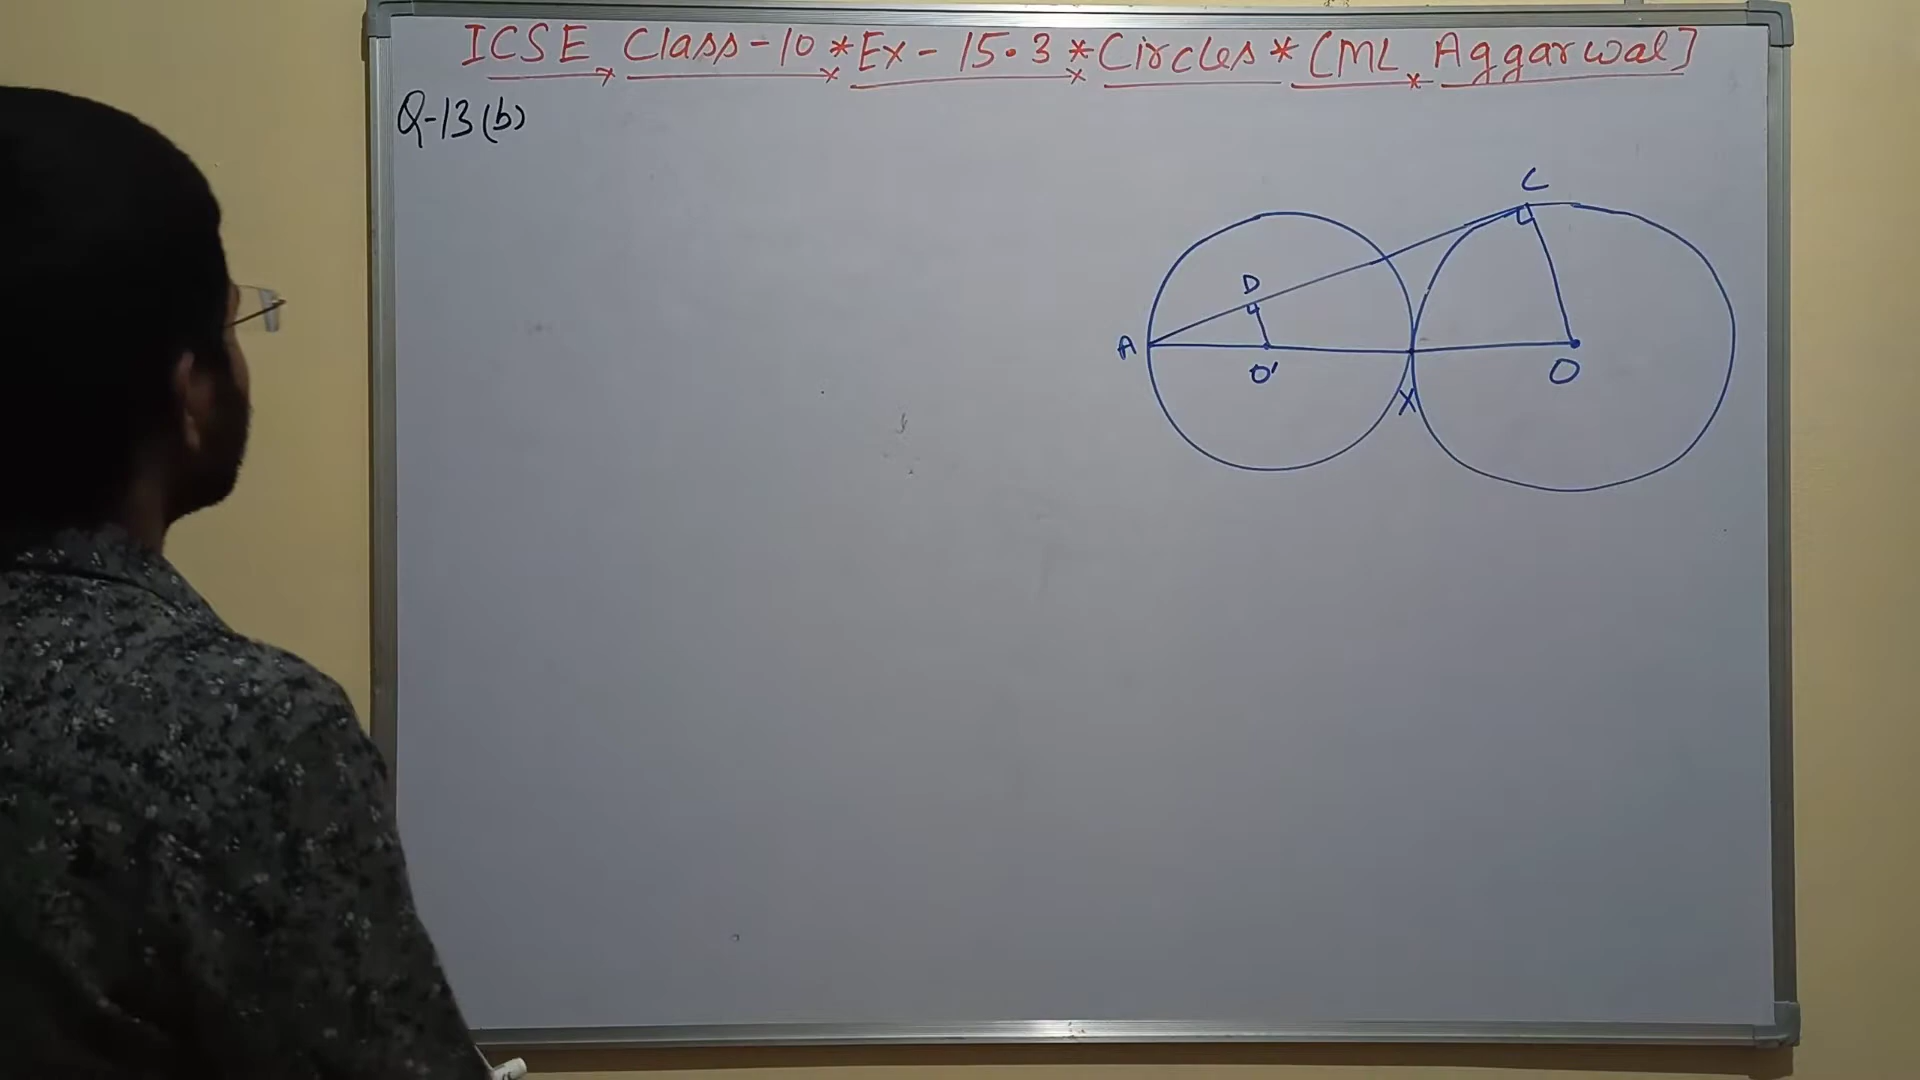 ICSE Class-10 * Ex-15.3 * Circles * [ML Aggarwal]
Q-13(b)
C
D
A
O'
O
X